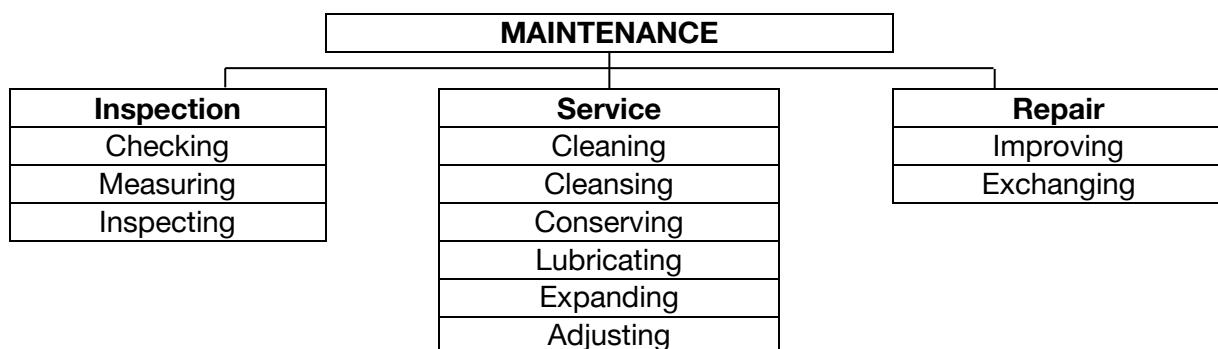 MAINTENANCE
Inspection
Checking
Measuring
Inspecting
Service
Cleaning
Cleansing
Conserving
Lubricating
Expanding
Adjusting
Repair
Improving
Exchanging